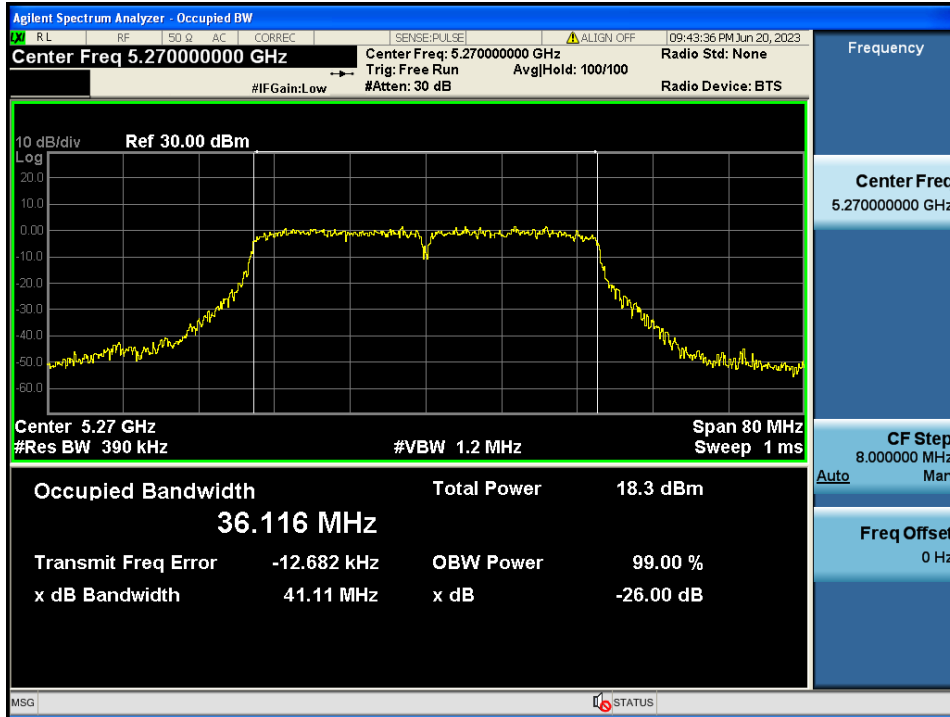 Agilent Spectrum Analyzer - Occupied BW
LXI RL RF 50 Ω AC CORREC SENSE:PULSE ALIGN OFF 09:43:36 PM Jun 20, 2023
Center Freq 5.270000000 GHz
Center Freq: 5.270000000 GHz
Radio Std: None
Trig: Free Run Avg|Hold: 100/100
#IFGain:Low
#Atten: 30 dB
Radio Device: BTS
10 dB/div Ref 30.00 dBm
Log
20.0
10.0
0.00
-10.0
-20.0
-30.0
-40.0
-50.0
-60.0
Center 5.27 GHz Span 80 MHz
#Res BW 390 kHz #VBW 1.2 MHz Sweep 1 ms
Occupied Bandwidth Total Power 18.3 dBm
36.116 MHz
Transmit Freq Error -12.682 kHz OBW Power 99.00 %
x dB Bandwidth 41.11 MHz x dB -26.00 dB
MSG STATUS
Frequency
Center Freq
5.270000000 GHz
CF Step
8.000000 MHz
Auto Man
Freq Offset
0 Hz